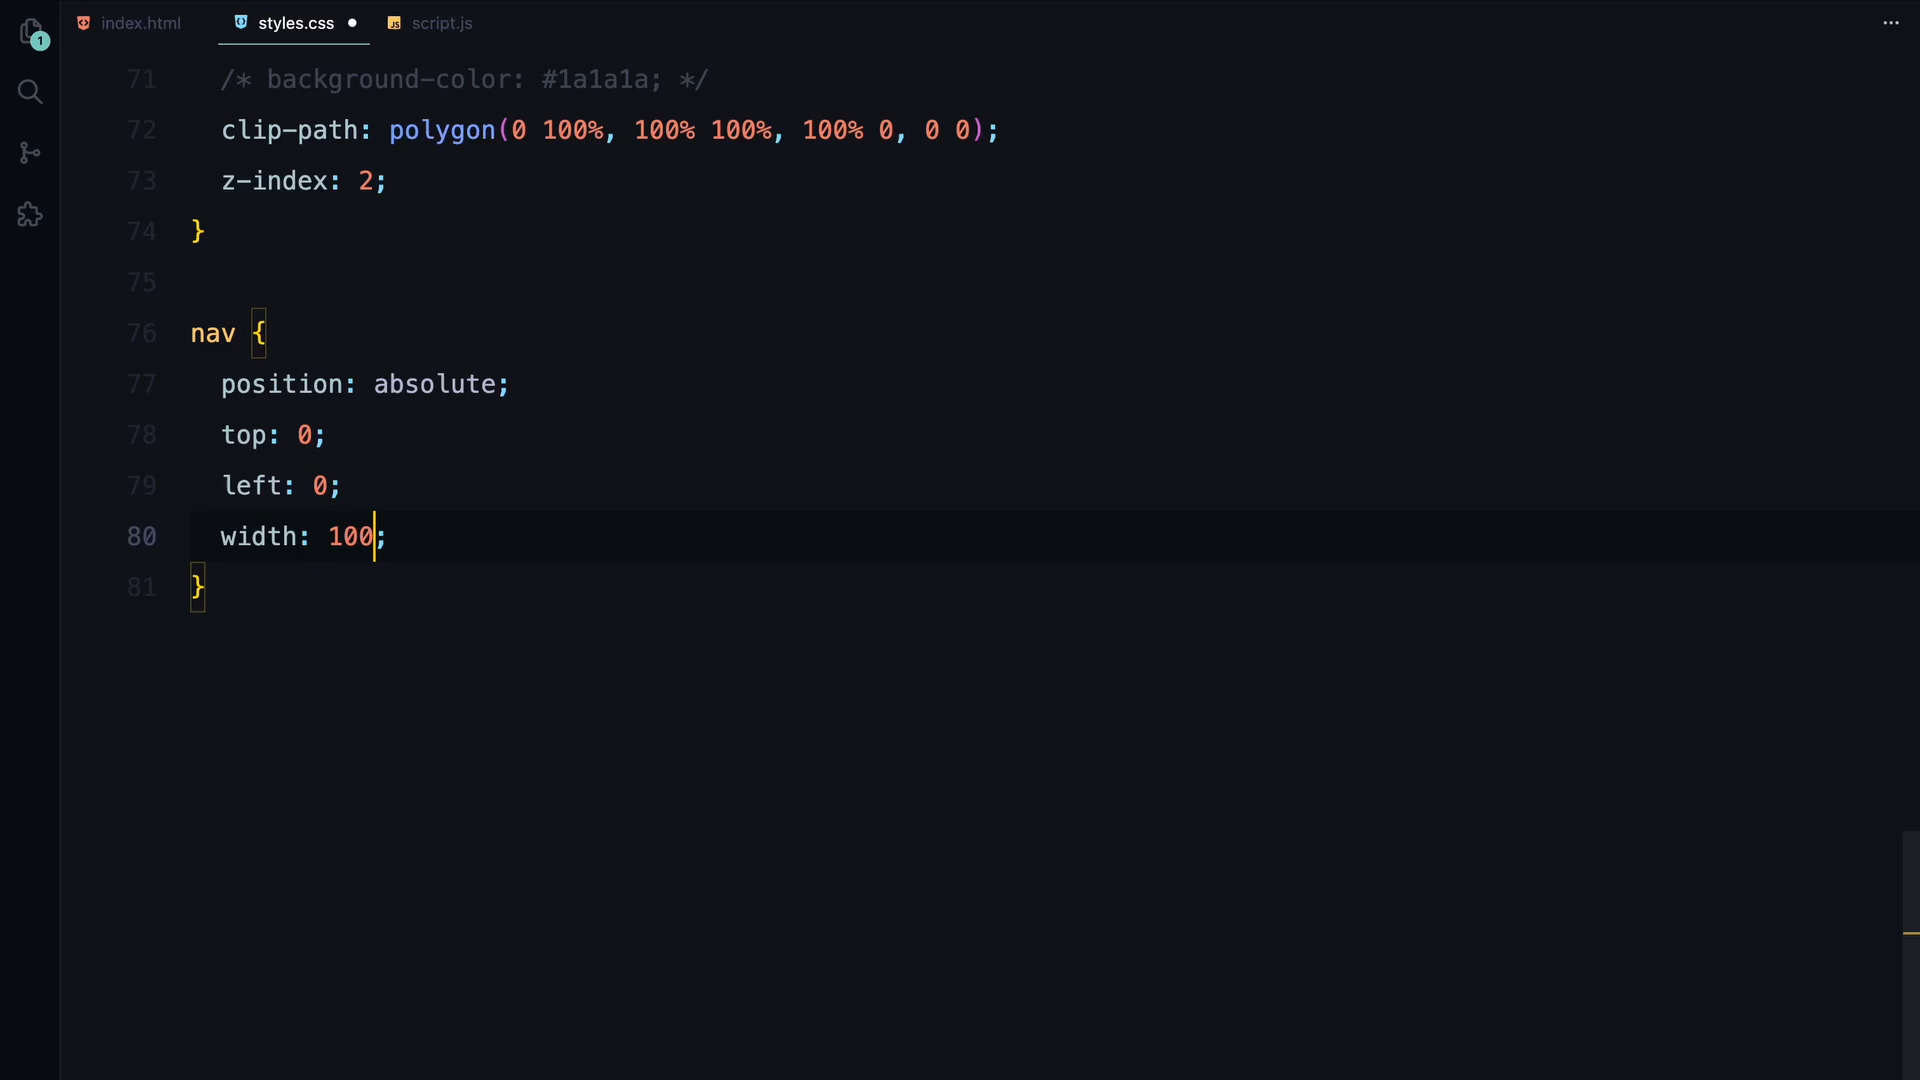 index.html styles.css script.js
1
71 /* background-color: #1a1a1a; */
72 clip-path: polygon(0 100%, 100% 100%, 100% 0, 0 0);
73 z-index: 2;
74 }
75
76 nav {
77 position: absolute;
78 top: 0;
79 left: 0;
80 width: 100;
81 }